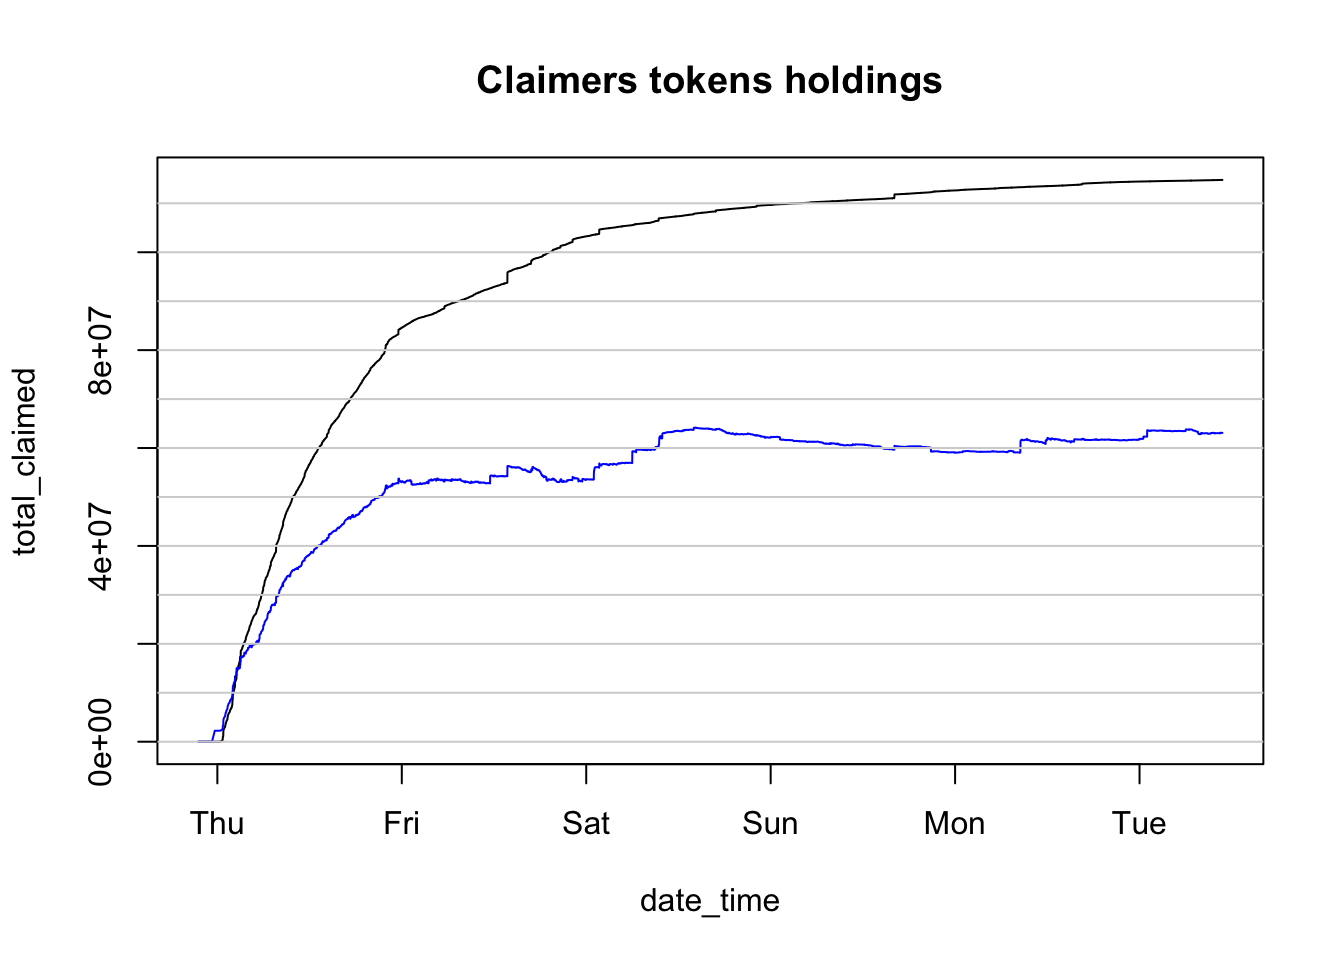 Claimers tokens holdings
total_claimed
8e+07
4e+07
0e+00
Thu Fri Sat Sun Mon Tue
date_time